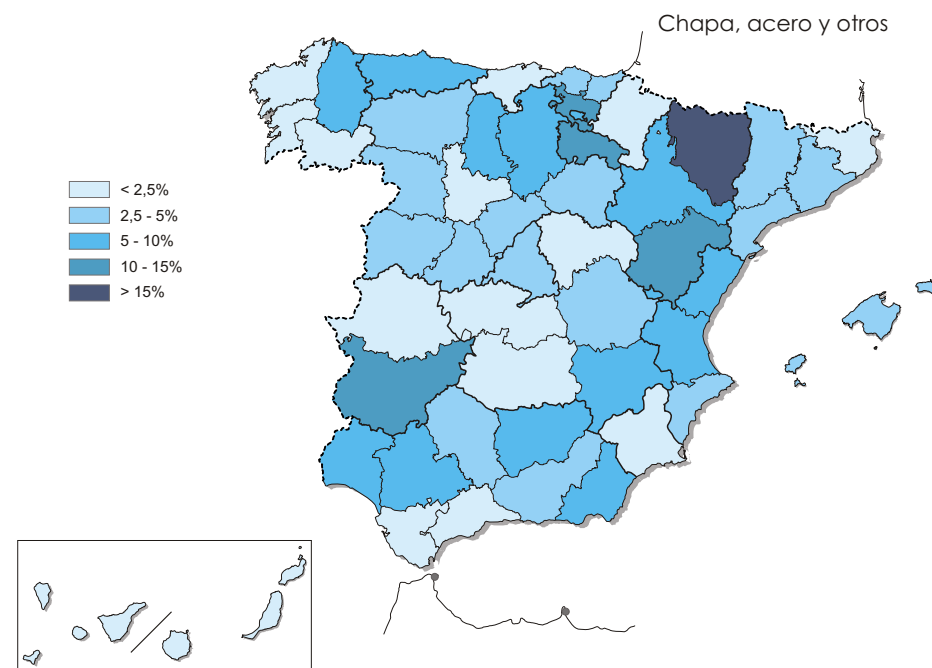 Chapa, acero y otros
< 2,5%
2,5 - 5%
5 - 10%
10 - 15%
> 15%